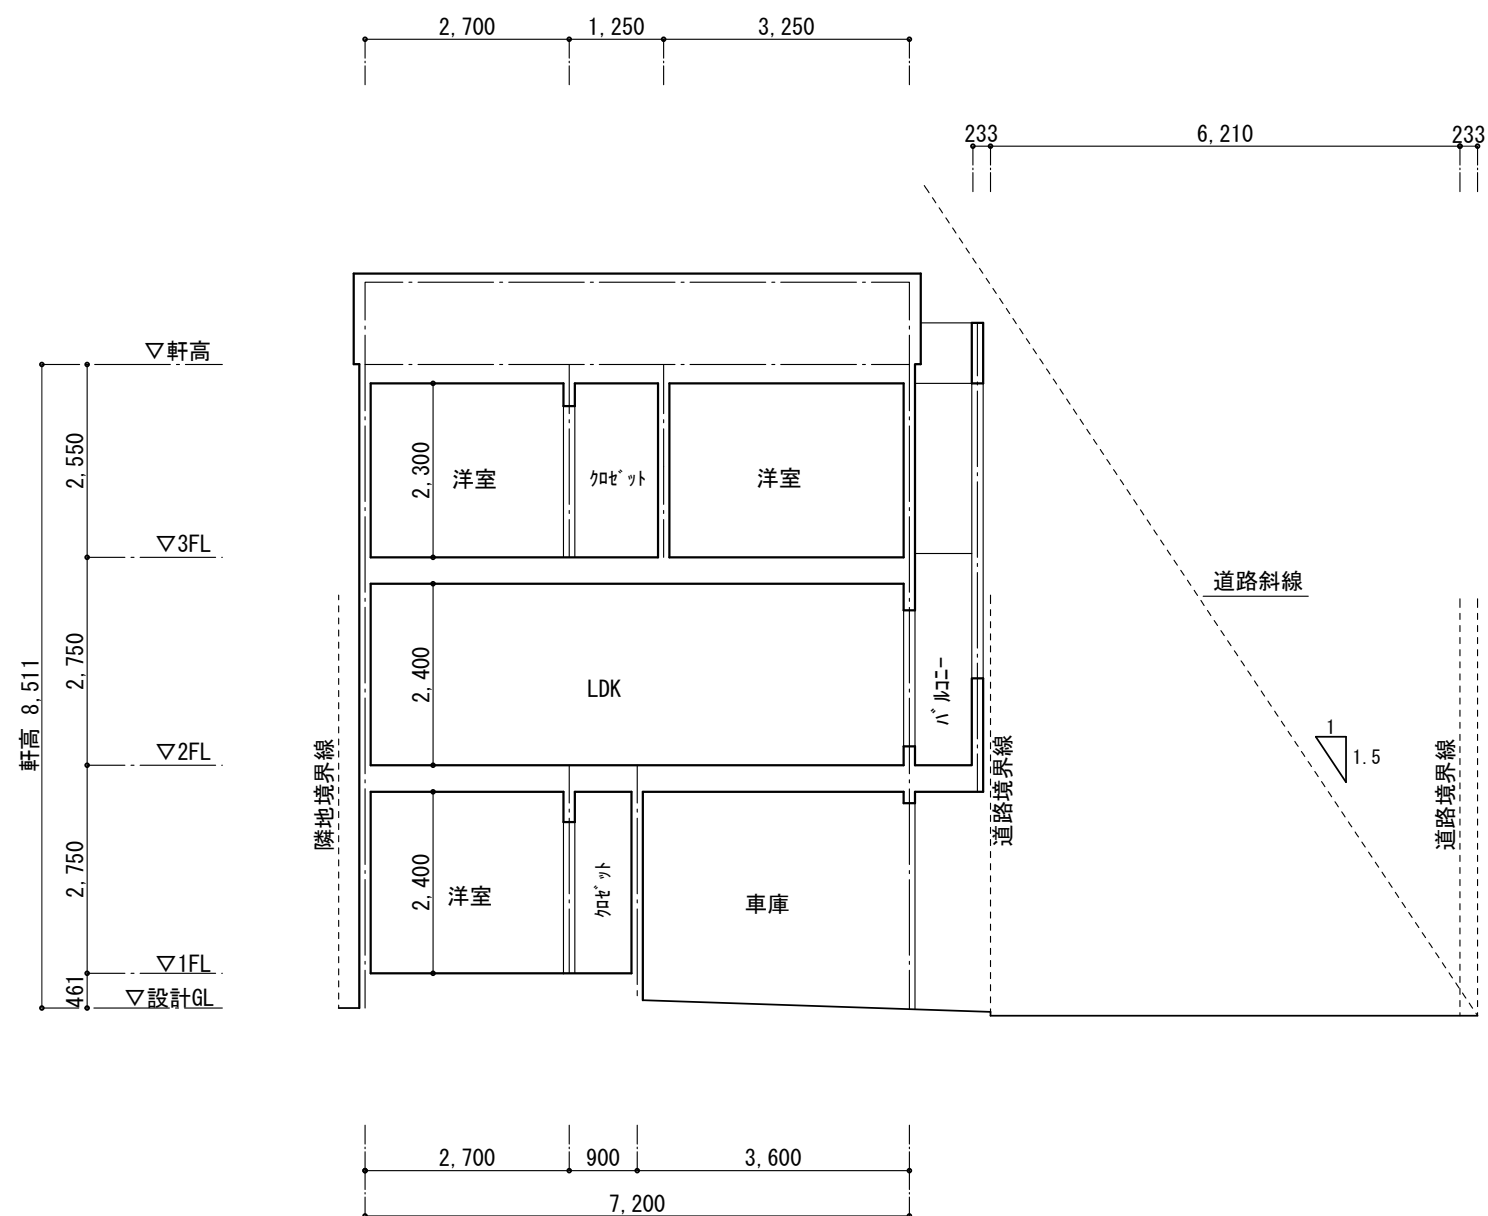 2,700
1,250
3,250
233
6,210
233
▽軒高
2,550
2,300
洋室
クロゼット
洋室
▽3FL
道路斜線
軒高 8,511
2,750
2,400
LDK
バルコニー
1
1.5
▽2FL
隣地境界線
道路境界線
道路境界線
2,750
2,400
洋室
クロゼット
車庫
▽1FL
461
▽設計GL
2,700
900
3,600
7,200